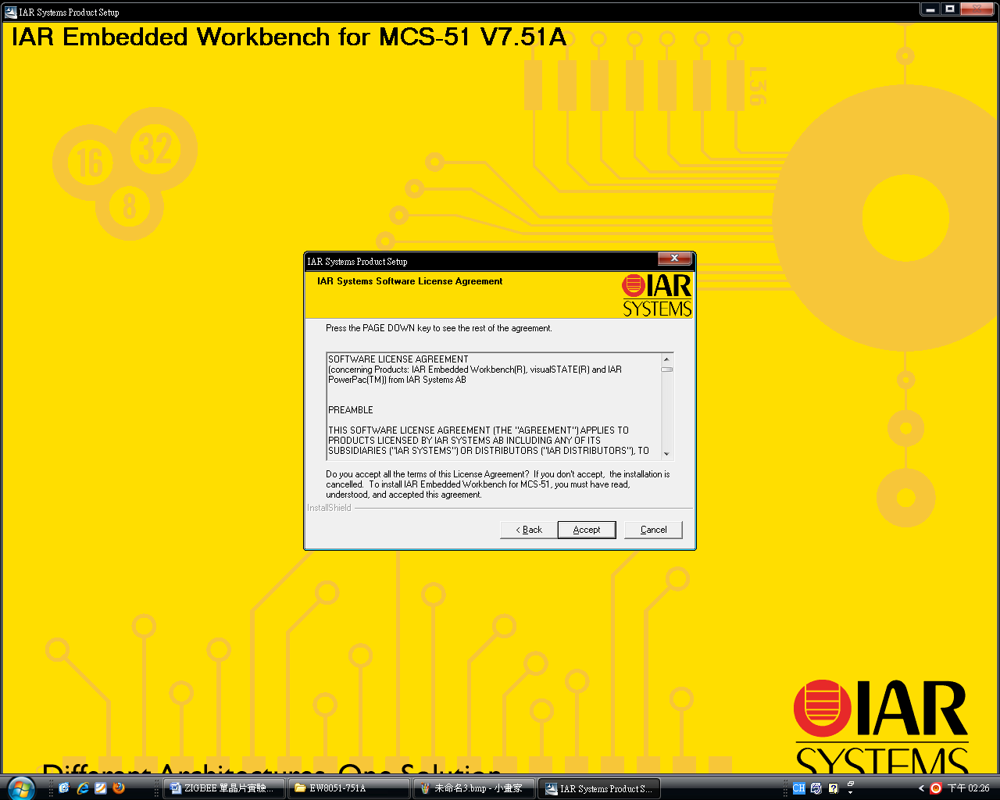 IAR Systems Product Setup
IAR Embedded Workbench for MCS-51 V7.51A
L36
16
32
8
IAR Systems Product Setup
IAR Systems Software License Agreement
IAR
SYSTEMS
Press the PAGE DOWN key to see the rest of the agreement.
SOFTWARE LICENSE AGREEMENT
(concerning Products: IAR Embedded Workbench(R), visualSTATE(R) and IAR
PowerPac(TM)) from IAR Systems AB
PREAMBLE
THIS SOFTWARE LICENSE AGREEMENT (THE "AGREEMENT") APPLIES TO
PRODUCTS LICENSED BY IAR SYSTEMS AB INCLUDING ANY OF ITS
SUBSIDIARIES ("IAR SYSTEMS") OR DISTRIBUTORS ("IAR DISTRIBUTORS"), TO
Do you accept all the terms of this License Agreement?  If you don't accept,  the installation is
cancelled.  To install IAR Embedded Workbench for MCS-51, you must have read,
understood, and accepted this agreement.
InstallShield
< Back
Accept
Cancel
IAR
SYSTEMS
Different Architectures. One Solution.
ZIGBEE 單晶片實驗...
EW8051-751A
未命名3.bmp - 小畫家
IAR Systems Product S...
CH
下午 02:26